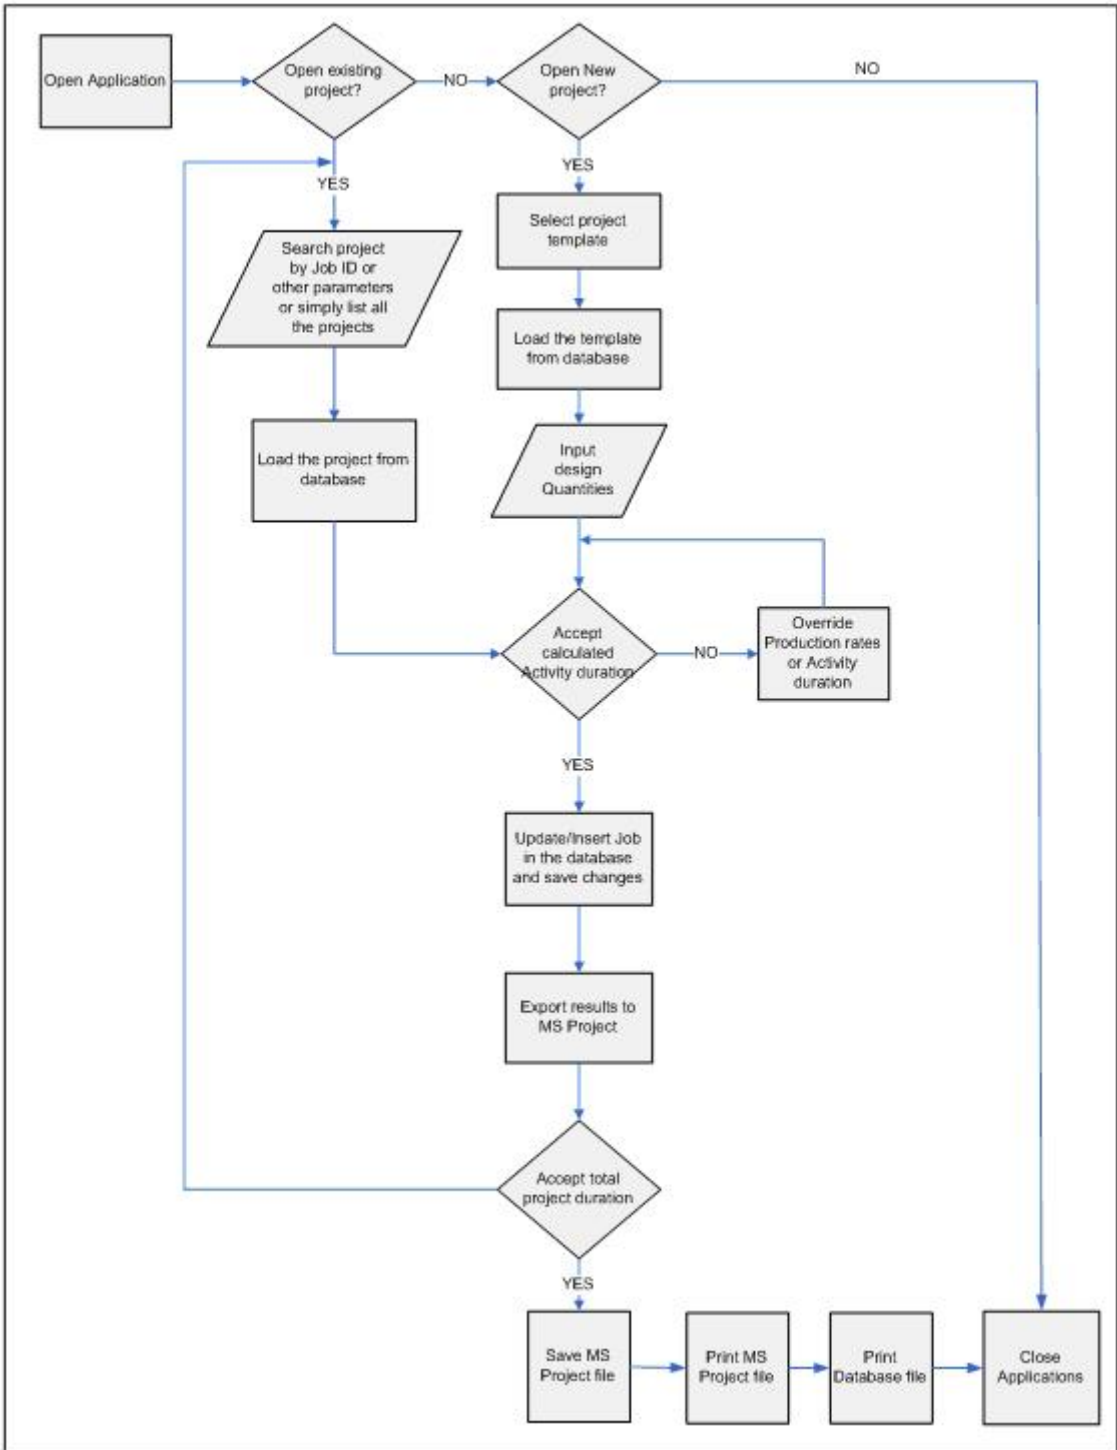 Open Application
Open existing
project?
NO
Open New
project?
NO
YES
YES
Search project
by Job ID or
other parameters
or simply list all
the projects
Select project
template
Load the template
from database
Load the project from
database
Input
design
Quantities
Accept
calculated
Activity duration
NO
Override
Production rates
or Activity
duration
YES
Update/Insert Job
in the database
and save changes
Export results to
MS Project
Accept total
project duration
YES
Save MS
Project file
Print MS
Project file
Print
Database file
Close
Applications